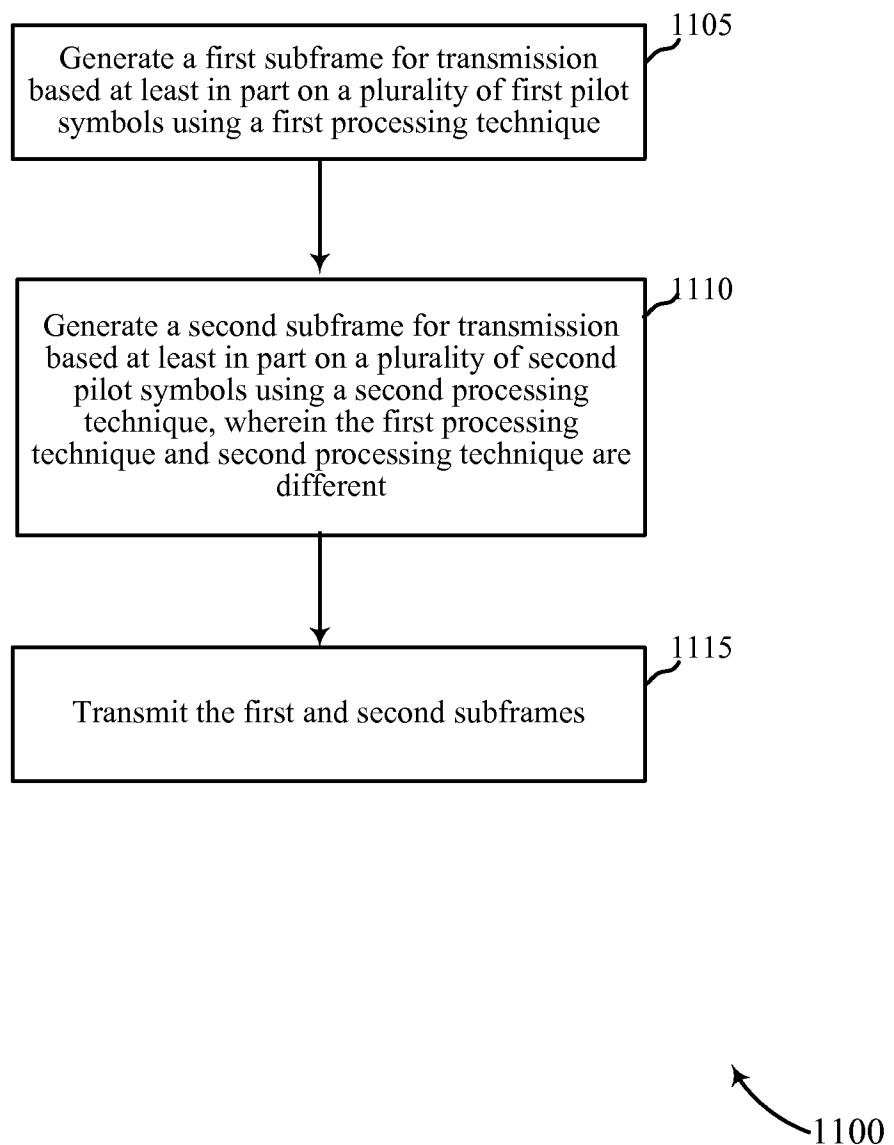 1105
Generate a first subframe for transmission
based at least in part on a plurality of first pilot
symbols using a first processing technique
1110
Generate a second subframe for transmission
based at least in part on a plurality of second
pilot symbols using a second processing
technique, wherein the first processing
technique and second processing technique are
different
1115
Transmit the first and second subframes
1100